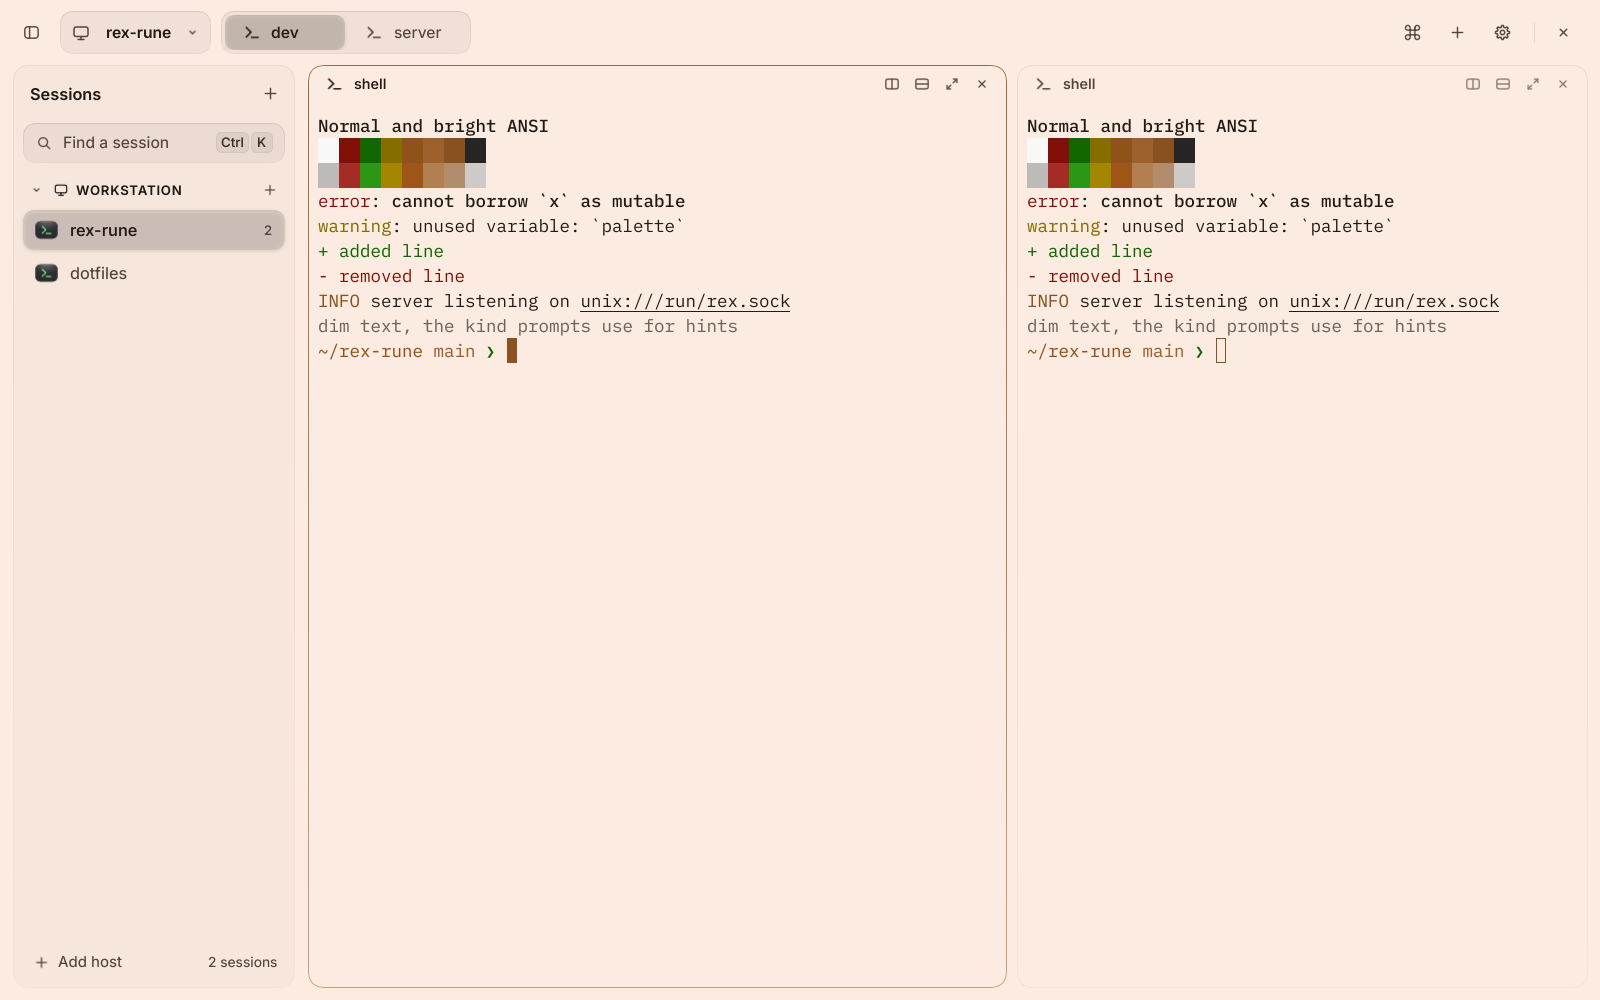 rex-rune
dev
server
Sessions
Find a session
Ctrl K
WORKSTATION
rex-rune 2
dotfiles
Add host
2 sessions
shell
Normal and bright ANSI
error: cannot borrow `x` as mutable
warning: unused variable: `palette`
+ added line
- removed line
INFO server listening on unix:///run/rex.sock
dim text, the kind prompts use for hints
~/rex-rune main ❯
shell
Normal and bright ANSI
error: cannot borrow `x` as mutable
warning: unused variable: `palette`
+ added line
- removed line
INFO server listening on unix:///run/rex.sock
dim text, the kind prompts use for hints
~/rex-rune main ❯